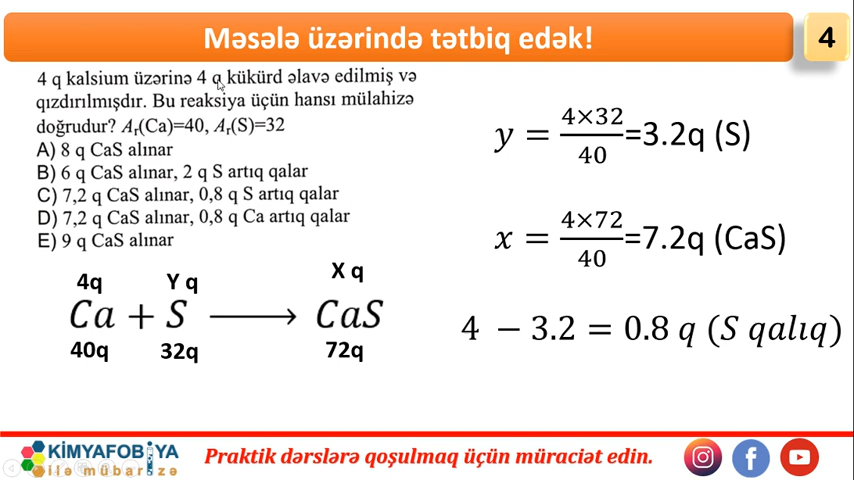 Məsələ üzərində tətbiq edək!
4
4 q kalsium üzərinə 4 q kükürd əlavə edilmiş və
qızdırılmışdır. Bu reaksiya üçün hansı mülahizə
doğrudur? Aᵣ(Ca)=40, Aᵣ(S)=32
A) 8 q CaS alınar
B) 6 q CaS alınar, 2 q S artıq qalar
C) 7,2 q CaS alınar, 0,8 q S artıq qalar
D) 7,2 q CaS alınar, 0,8 q Ca artıq qalar
E) 9 q CaS alınar
4q Y q X q
Ca + S ⟶ CaS
40q 32q 72q
y = \frac{4×32}{40}=3.2q (S)
x = \frac{4×72}{40}=7.2q (CaS)
4 − 3.2 = 0.8 q (S qalıq)
KİMYAFOBİYA
ilə mübarizə
Praktik dərslərə qoşulmaq üçün müraciət edin.